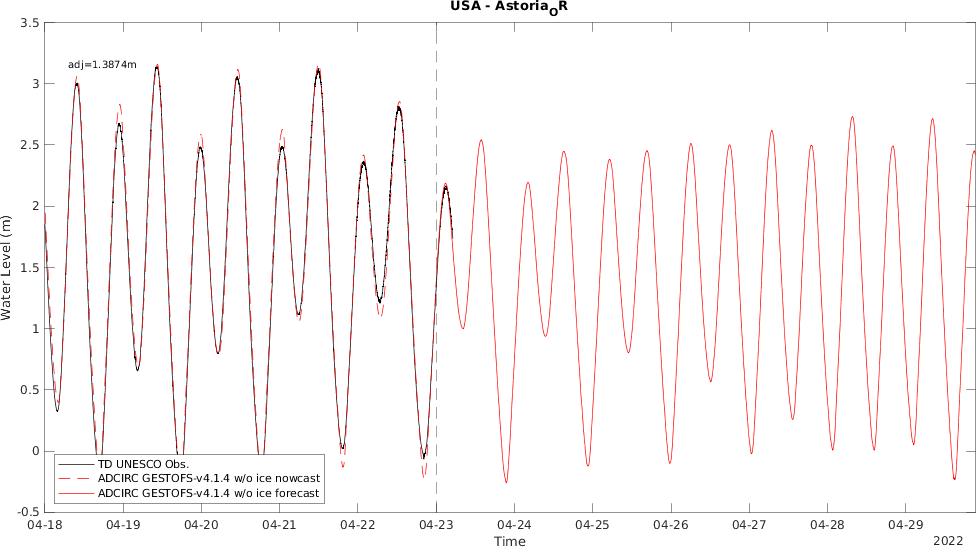 USA - AstoriaOR
adj=1.3874m
3.5
3
2.5
2
1.5
1
0.5
0
-0.5
Water Level (m)
TD UNESCO Obs.
ADCIRC GESTOFS-v4.1.4 w/o ice nowcast
ADCIRC GESTOFS-v4.1.4 w/o ice forecast
04-18 04-19 04-20 04-21 04-22 04-23 04-24 04-25 04-26 04-27 04-28 04-29
Time
2022